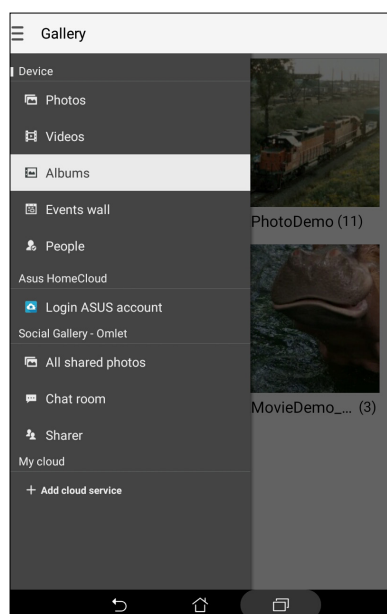 Gallery
Device
Photos
Videos
Albums
Events wall
People
Asus HomeCloud
Login ASUS account
Social Gallery - Omlet
All shared photos
Chat room
Sharer
My cloud
+ Add cloud service
PhotoDemo (11)
MovieDemo_... (3)